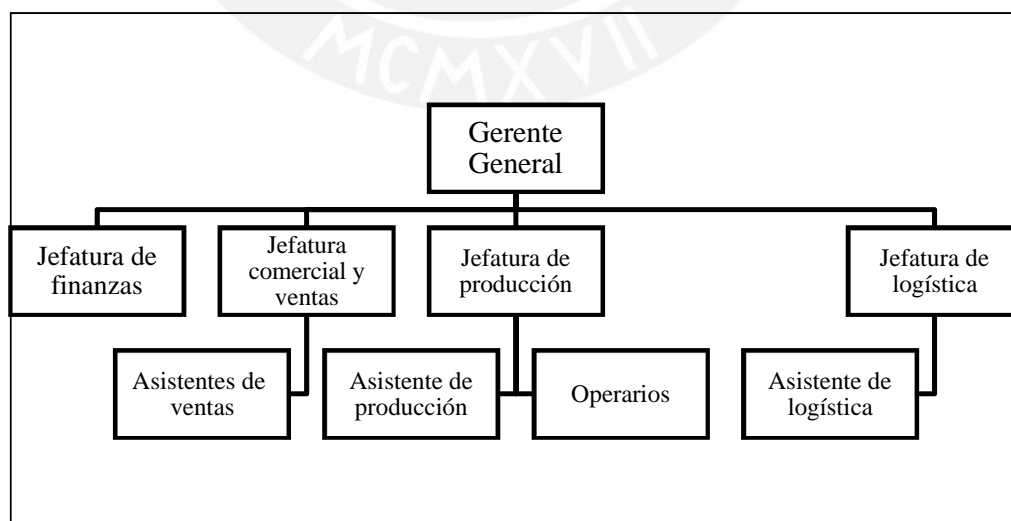 MCMXVII
Gerente
General
Jefatura de
finanzas
Jefatura
comercial y
ventas
Jefatura de
producción
Jefatura de
logística
Asistentes de
ventas
Asistente de
producción
Operarios
Asistente de
logística